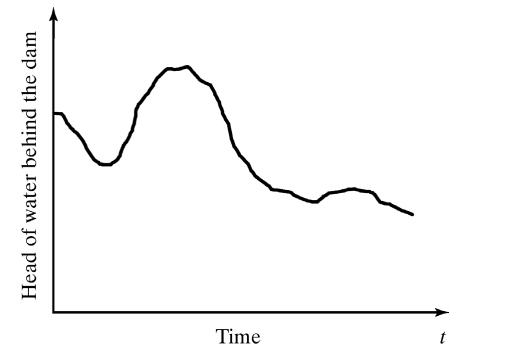 Head of water behind the dam
Time
t